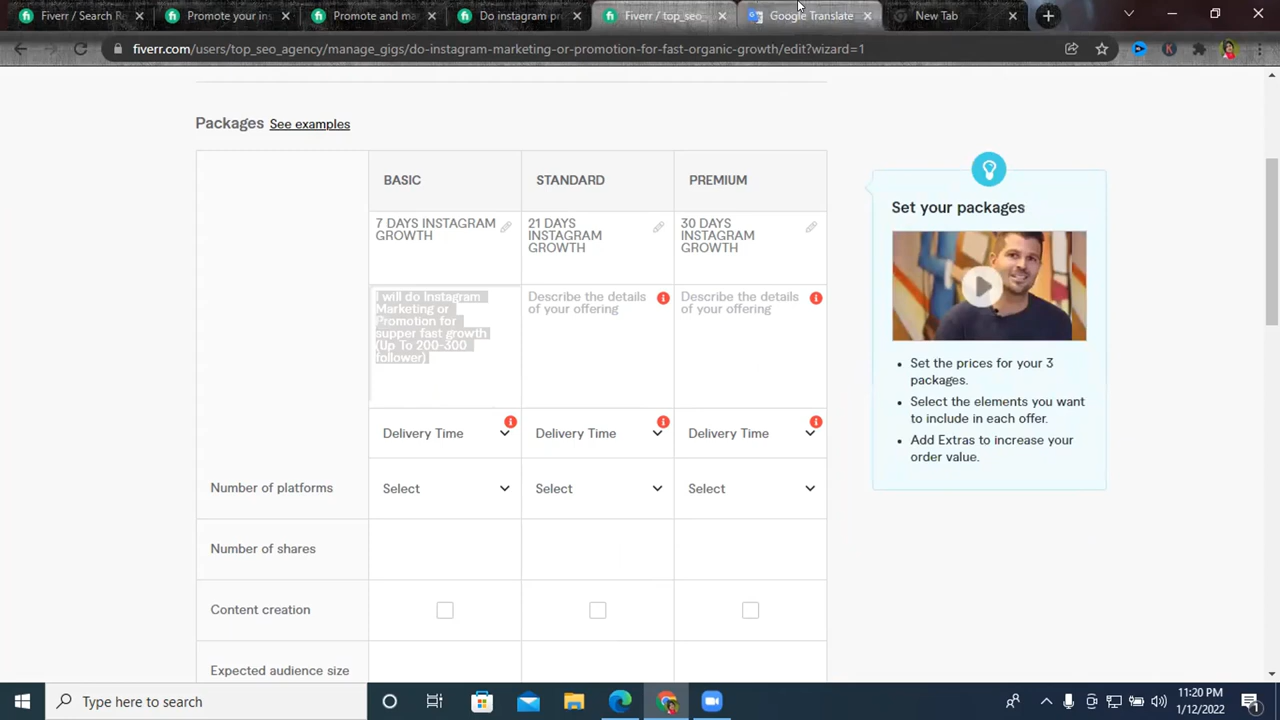 Fiverr / Search Re
Promote your ins
Promote and ma
Do instagram pr
Fiverr / top_seo_
Google Translate
New Tab
fiverr.com/users/top_seo_agency/manage_gigs/do-instagram-marketing-or-promotion-for-fast-organic-growth/edit?wizard=1
Packages See examples
BASIC
STANDARD
PREMIUM
7 DAYS INSTAGRAM
GROWTH
21 DAYS
INSTAGRAM
GROWTH
30 DAYS
INSTAGRAM
GROWTH
I will do Instagram
Marketing or
Promotion for
supper fast growth
(Up To 200-300
follower)
Describe the details
of your offering
Describe the details
of your offering
Delivery Time
Delivery Time
Delivery Time
Number of platforms
Select
Select
Select
Number of shares
Content creation
Expected audience size
Set your packages
• Set the prices for your 3
packages.
• Select the elements you want
to include in each offer.
• Add Extras to increase your
order value.
Type here to search
11:20 PM
1/12/2022